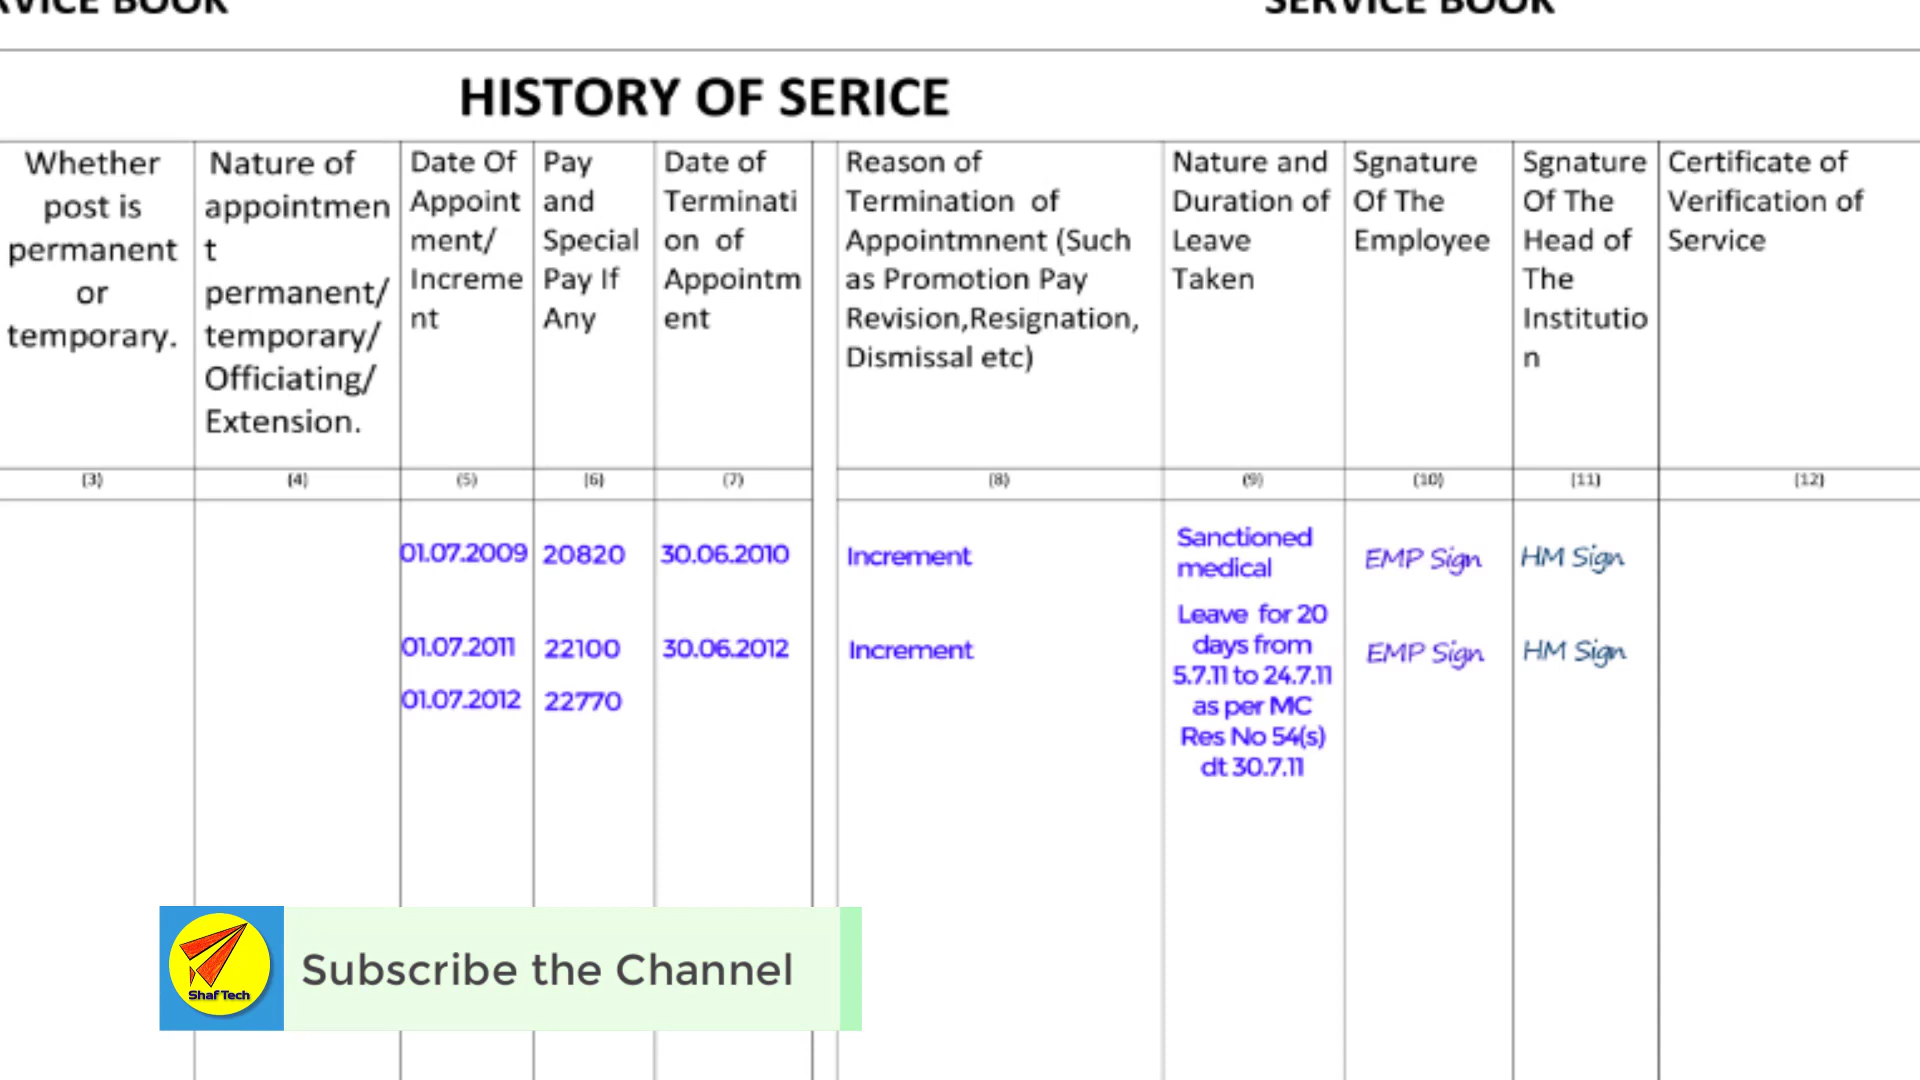 RVICE BOOK
SERVICE BOOK
HISTORY OF SERICE
Whether
post is
permanent
or
temporary.
Nature of
appointmen
t
permanent/
temporary/
Officiating/
Extension.
Date Of
Appoint
ment/
Increme
nt
Pay
and
Special
Pay If
Any
Date of
Terminati
on of
Appointm
ent
Reason of
Termination of
Appointmnent (Such
as Promotion Pay
Revision,Resignation,
Dismissal etc)
Nature and
Duration of
Leave
Taken
Sgnature
Of The
Employee
Sgnature
Of The
Head of
The
Institutio
n
Certificate of
Verification of
Service
(3)
(4)
(5)
(6)
(7)
(8)
(9)
(10)
(11)
(12)
01.07.2009 20820 30.06.2010 Increment
Sanctioned
medical
EMP Sign HM Sign
01.07.2011 22100 30.06.2012 Increment
Leave for 20
days from
5.7.11 to 24.7.11
as per MC
Res No 54(s)
dt 30.7.11
EMP Sign HM Sign
01.07.2012 22770
Shaf Tech
Subscribe the Channel